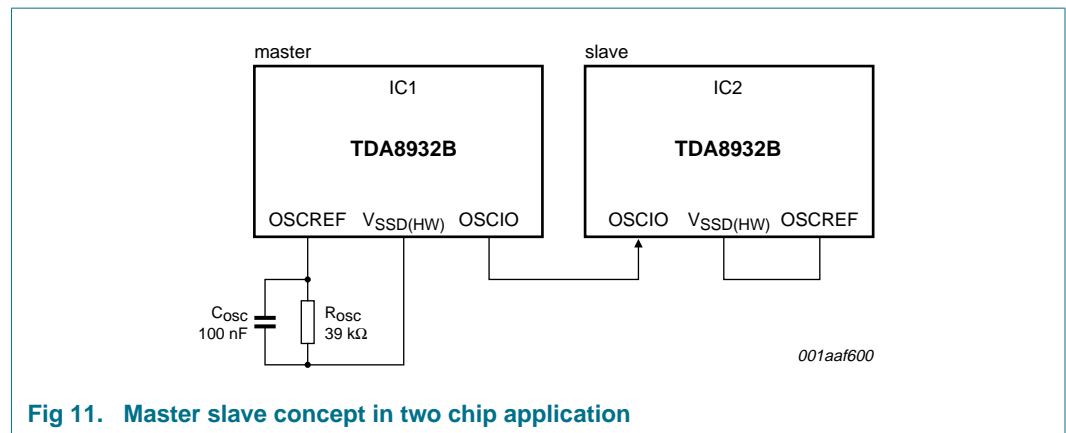 master
slave
IC1
IC2
TDA8932B
TDA8932B
OSCREF VSSD(HW) OSCIO
OSCIO VSSD(HW) OSCREF
Cosc
100 nF
Rosc
39 kΩ
001aaf600
Fig 11. Master slave concept in two chip application